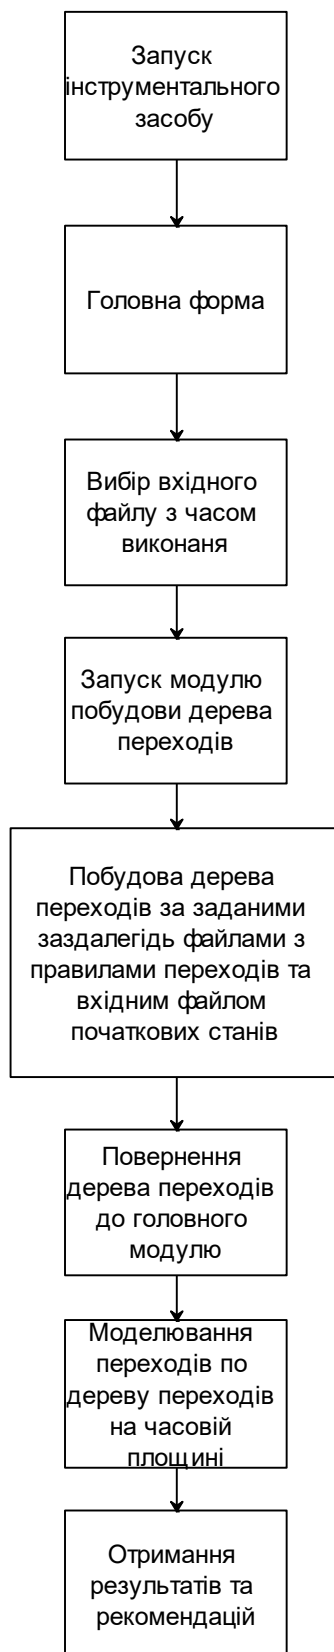 Запуск
інструментального
засобу
Головна форма
Вибір вхідного
файлу з часом
виконаня
Запуск модулю
побудови дерева
переходів
Побудова дерева
переходів за заданими
заздалегідь файлами з
правилами переходів та
вхідним файлом
початкових станів
Повернення
дерева переходів
до головного
модулю
Моделювання
переходів по
дереву переходів
на часовій
площині
Отримання
результатів та
рекомендацій